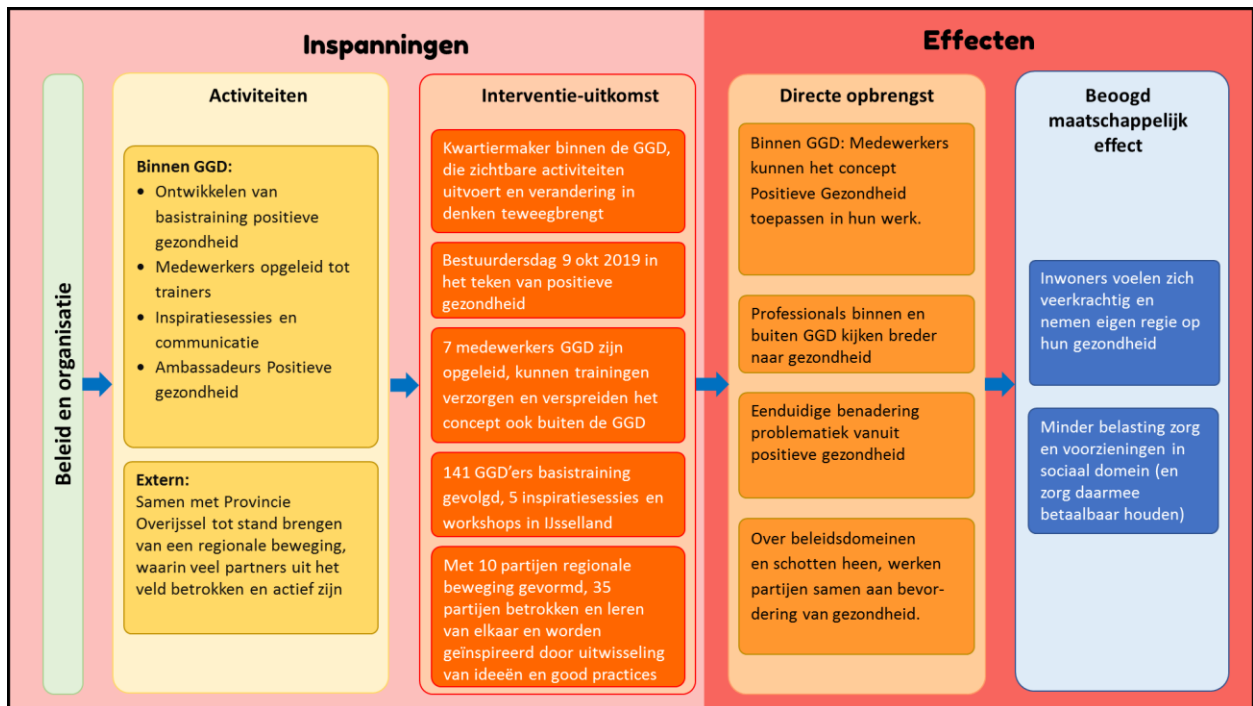 Inspanningen
Effecten
Beleid en organisatie
Activiteiten
Binnen GGD:
• Ontwikkelen van
basistraining positieve
gezondheid
• Medewerkers opgeleid tot
trainers
• Inspiratiesessies en
communicatie
• Ambassadeurs Positieve
gezondheid
Extern:
Samen met Provincie
Overijssel tot stand brengen
van een regionale beweging,
waarin veel partners uit het
veld betrokken en actief zijn
Interventie-uitkomst
Kwartiermaker binnen de GGD,
die zichtbare activiteiten
uitvoert en verandering in
denken teweegbrengt
Bestuurdersdag 9 okt 2019 in
het teken van positieve
gezondheid
7 medewerkers GGD zijn
opgeleid, kunnen trainingen
verzorgen en verspreiden het
concept ook buiten de GGD
141 GGD’ers basistraining
gevolgd, 5 inspiratiesessies en
workshops in IJsselland
Met 10 partijen regionale
beweging gevormd, 35
partijen betrokken en leren
van elkaar en worden
geïnspireerd door uitwisseling
van ideeën en good practices
Directe opbrengst
Binnen GGD: Medewerkers
kunnen het concept
Positieve Gezondheid
toepassen in hun werk.
Professionals binnen en
buiten GGD kijken breder
naar gezondheid
Eenduidige benadering
problematiek vanuit
positieve gezondheid
Over beleidsdomeinen
en schotten heen, werken
partijen samen aan bevor-
dering van gezondheid.
Beoogd
maatschappelijk
effect
Inwoners voelen zich
veerkrachtig en
nemen eigen regie op
hun gezondheid
Minder belasting zorg
en voorzieningen in
sociaal domein (en
zorg daarmee
betaalbaar houden)